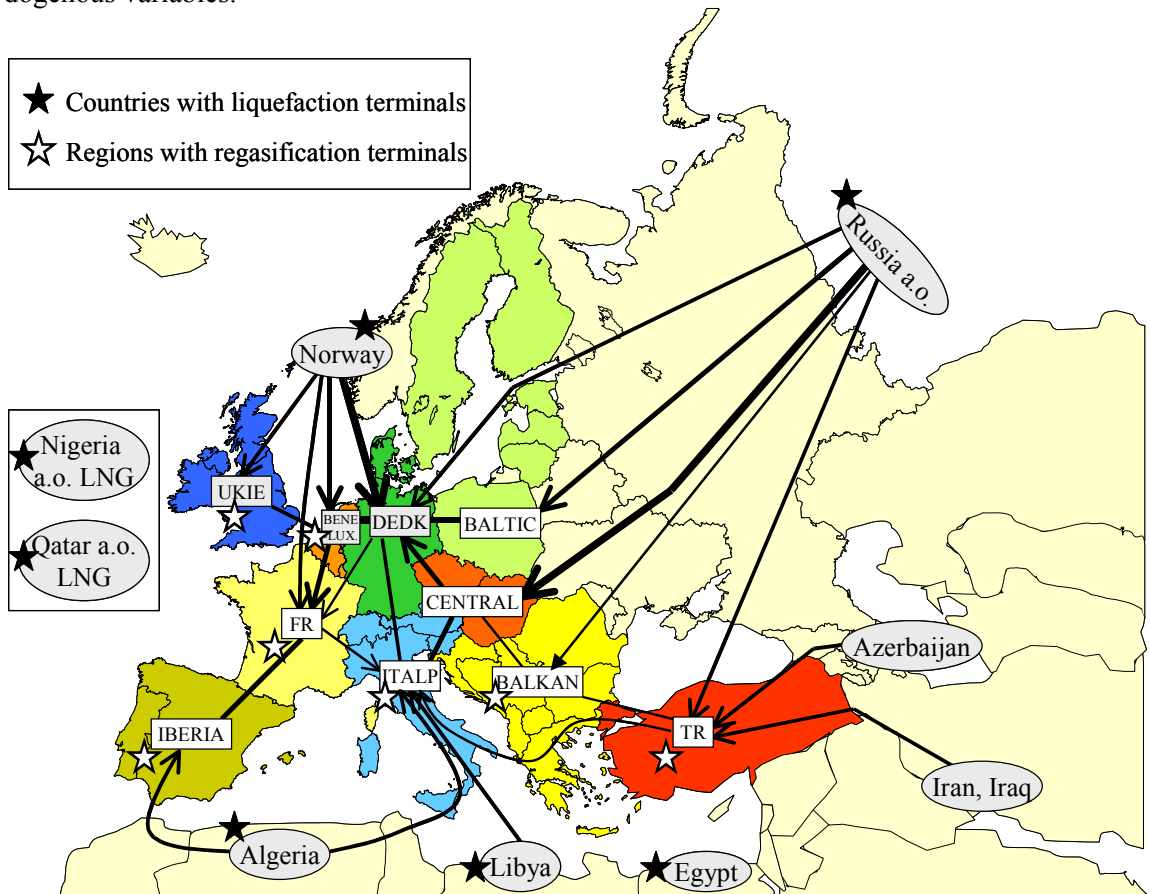 dogenous variables.
Countries with liquefaction terminals
Regions with regasification terminals
Russia a.o.
Norway
Nigeria
a.o. LNG
Qatar a.o.
LNG
UKIE
BENE
LUX.
DEDK
BALTIC
CENTRAL
FR
ITALP
BALKAN
Azerbaijan
IBERIA
TR
Iran, Iraq
Algeria
Libya
Egypt